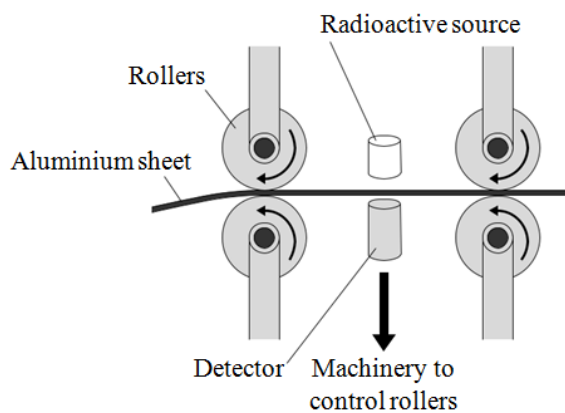 Radioactive source
Rollers
Aluminium sheet
Detector
Machinery to
control rollers